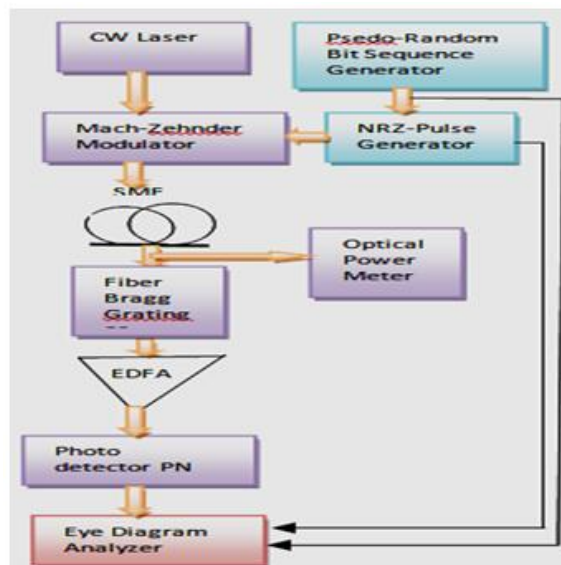 CW Laser
Psedo-Random
Bit Sequence
Generator
Mach-Zehnder
Modulator
NRZ-Pulse
Generator
SMF
Optical
Power
Meter
Fiber
Bragg
Grating
EDFA
Photo
detector PN
Eye Diagram
Analyzer